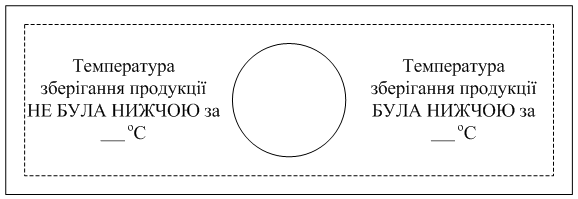 Температура
зберігання продукції
НЕ БУЛА НИЖЧОЮ за
___ °С
Температура
зберігання продукції
БУЛА НИЖЧОЮ за
___ °С